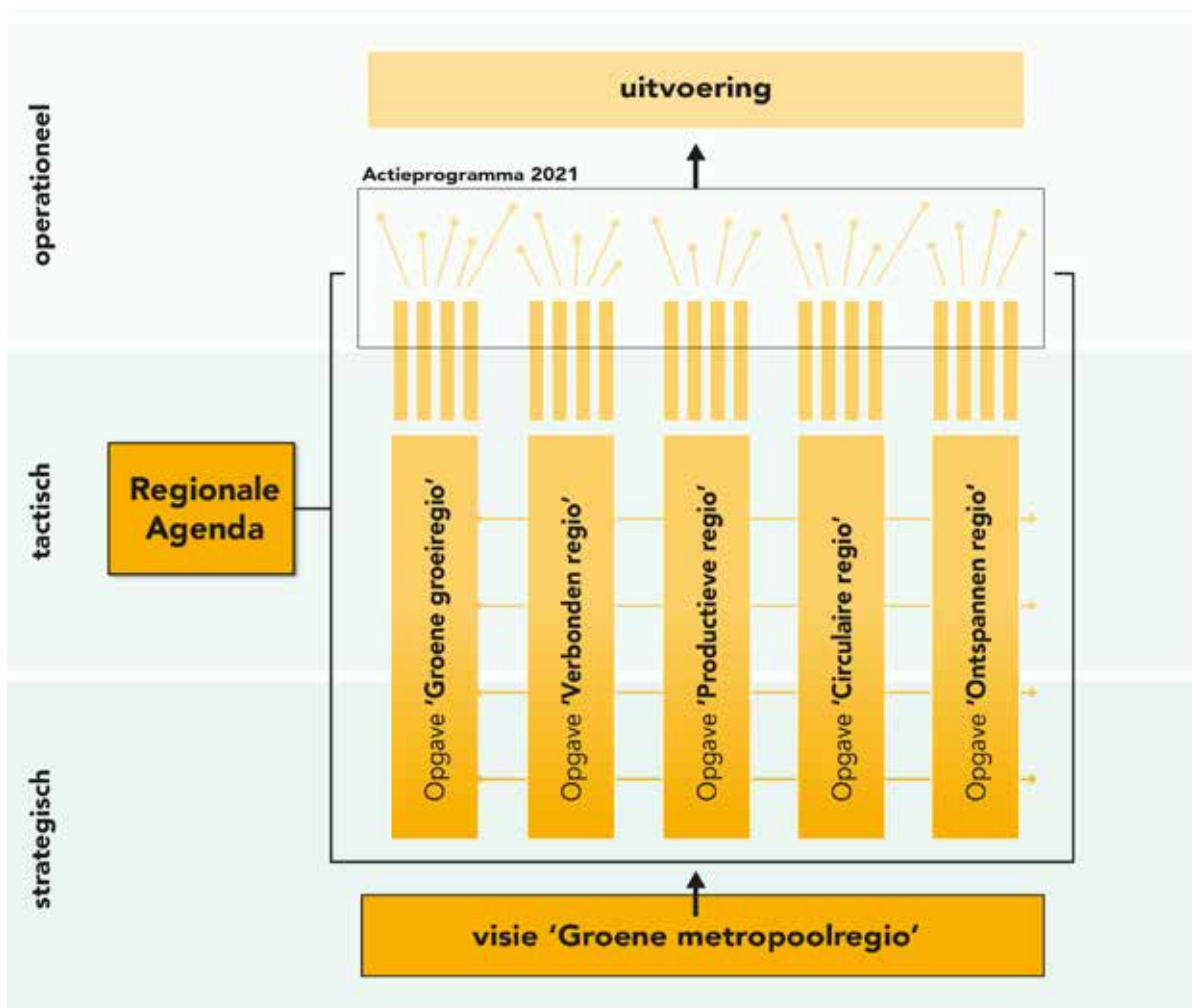 uitvoering
Actieprogramma 2021
operationeel
tactisch
strategisch
Regionale
Agenda
Opgave ‘Groene groeiregio’
Opgave ‘Verbonden regio’
Opgave ‘Productieve regio’
Opgave ‘Circulaire regio’
Opgave ‘Ontspannen regio’
visie ‘Groene metropoolregio’